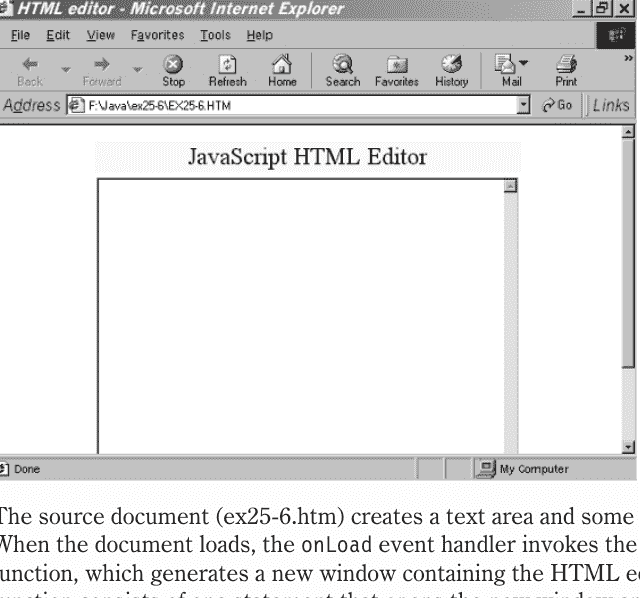 HTML editor - Microsoft Internet Explorer
File Edit View Favorites Tools Help
Back Forward Stop Refresh Home Search Favorites History Mail Print
Address F:\Java\ex25-6\EX25-6.HTM Go Links
JavaScript HTML Editor
Done My Computer
The source document (ex25-6.htm) creates a text area and some
When the document loads, the onLoad event handler invokes the
function, which generates a new window containing the HTML e